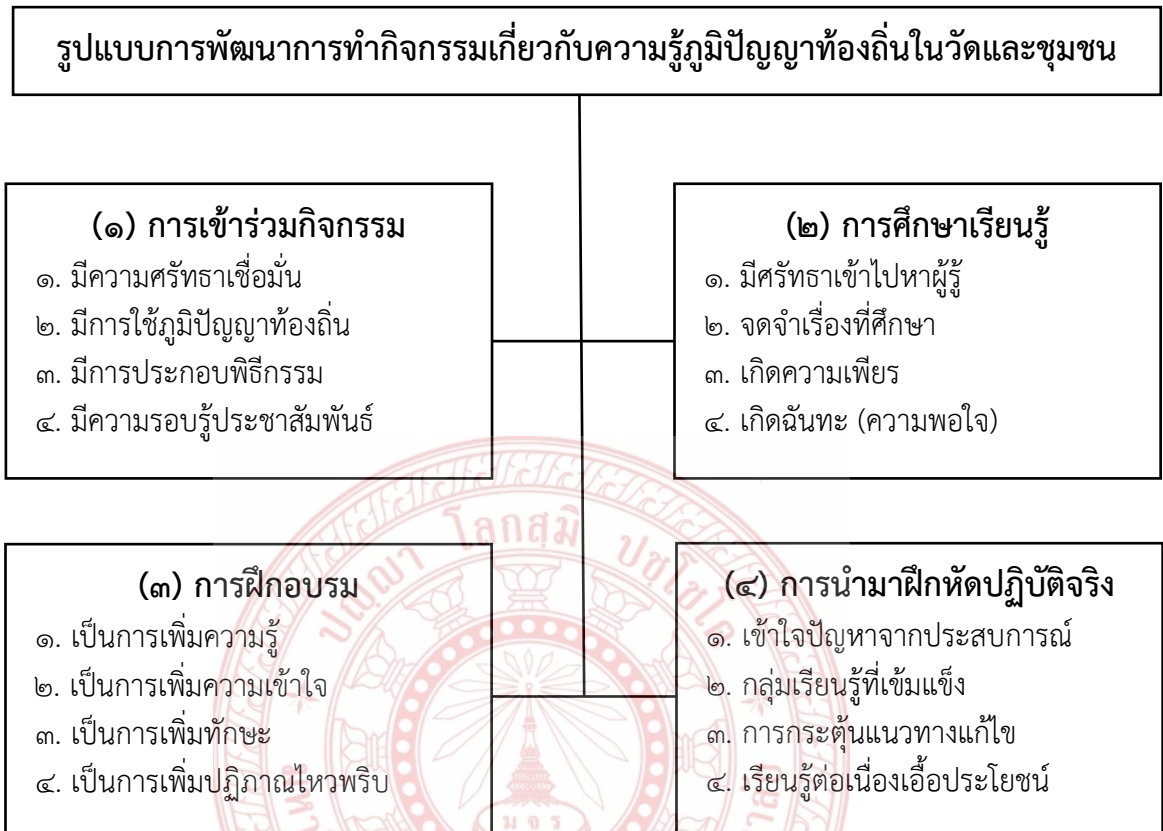 รูปแบบการพัฒนาการทำกิจกรรมเกี่ยวกับความรู้ภูมิปัญญาท้องถิ่นในวัดและชุมชน
(๑) การเข้าร่วมกิจกรรม
๑. มีความศรัทธาเชื่อมั่น
๒. มีการใช้ภูมิปัญญาท้องถิ่น
๓. มีการประกอบพิธีกรรม
๔. มีความรอบรู้ประชาสัมพันธ์
(๒) การศึกษาเรียนรู้
๑. มีศรัทธาเข้าไปหาผู้รู้
๒. จดจำเรื่องที่ศึกษา
๓. เกิดความเพียร
๔. เกิดฉันทะ (ความพอใจ)
(๓) การฝึกอบรม
๑. เป็นการเพิ่มความรู้
๒. เป็นการเพิ่มความเข้าใจ
๓. เป็นการเพิ่มทักษะ
๔. เป็นการเพิ่มปฏิภาณไหวพริบ
(๔) การนำมาฝึกหัดปฏิบัติจริง
๑. เข้าใจปัญหาจากประสบการณ์
๒. กลุ่มเรียนรู้ที่เข้มแข็ง
๓. การกระตุ้นแนวทางแก้ไข
๔. เรียนรู้ต่อเนื่องเอื้อประโยชน์
ปญฺญา โลกสฺมิ ปชฺโชโต
ม จ ร